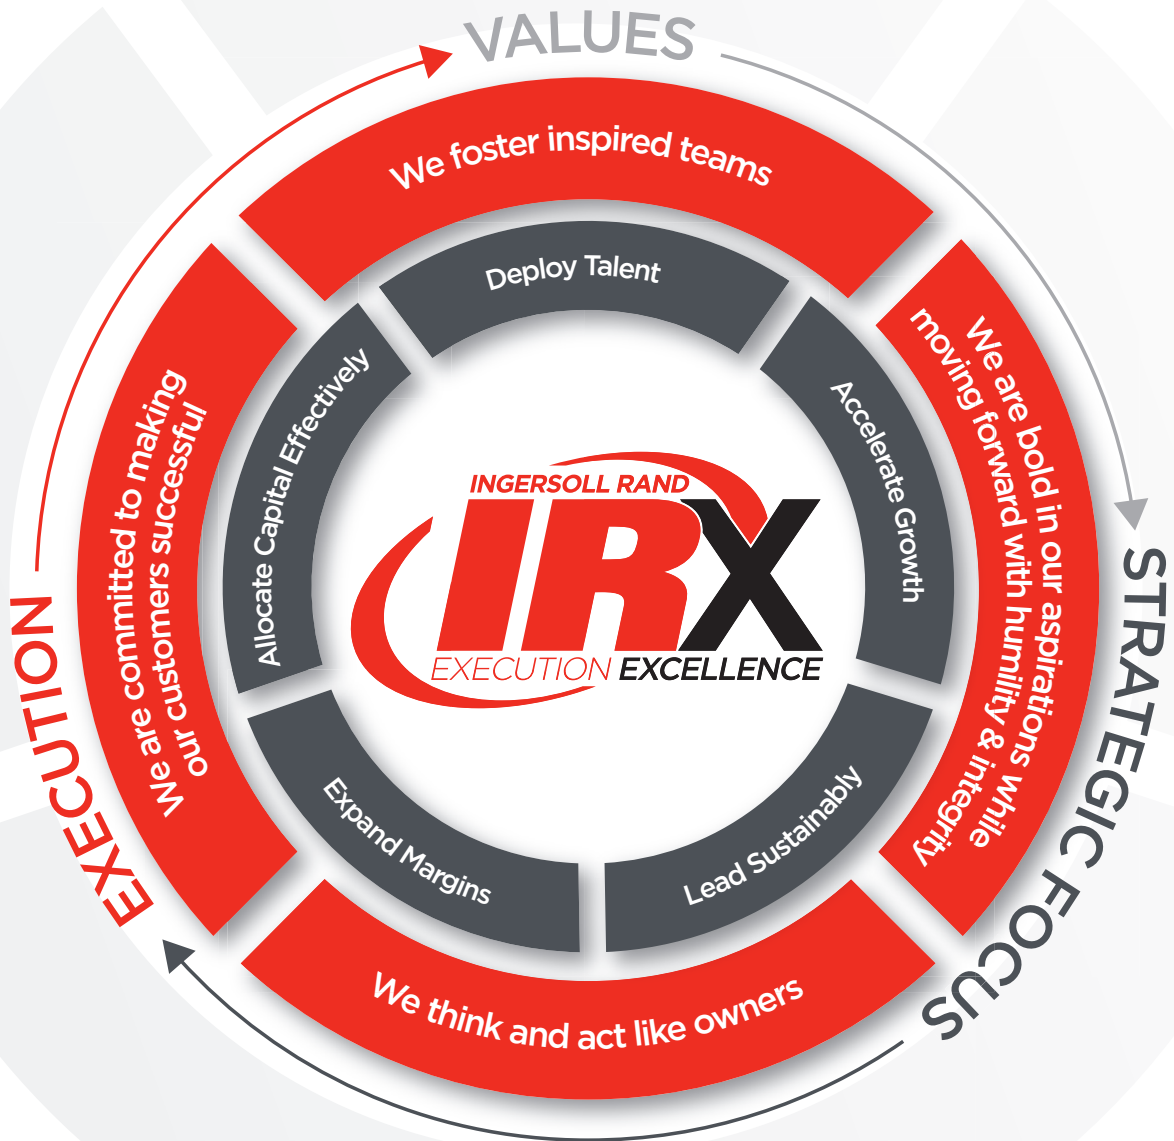 VALUES
STRATEGIC FOCUS
EXECUTION
We foster inspired teams
We are bold in our aspirations while
moving forward with humility & integrity
We think and act like owners
We are committed to making
our customers successful
Deploy Talent
Accelerate Growth
Lead Sustainably
Expand Margins
Allocate Capital Effectively
INGERSOLL RAND
IRX
EXECUTION EXCELLENCE